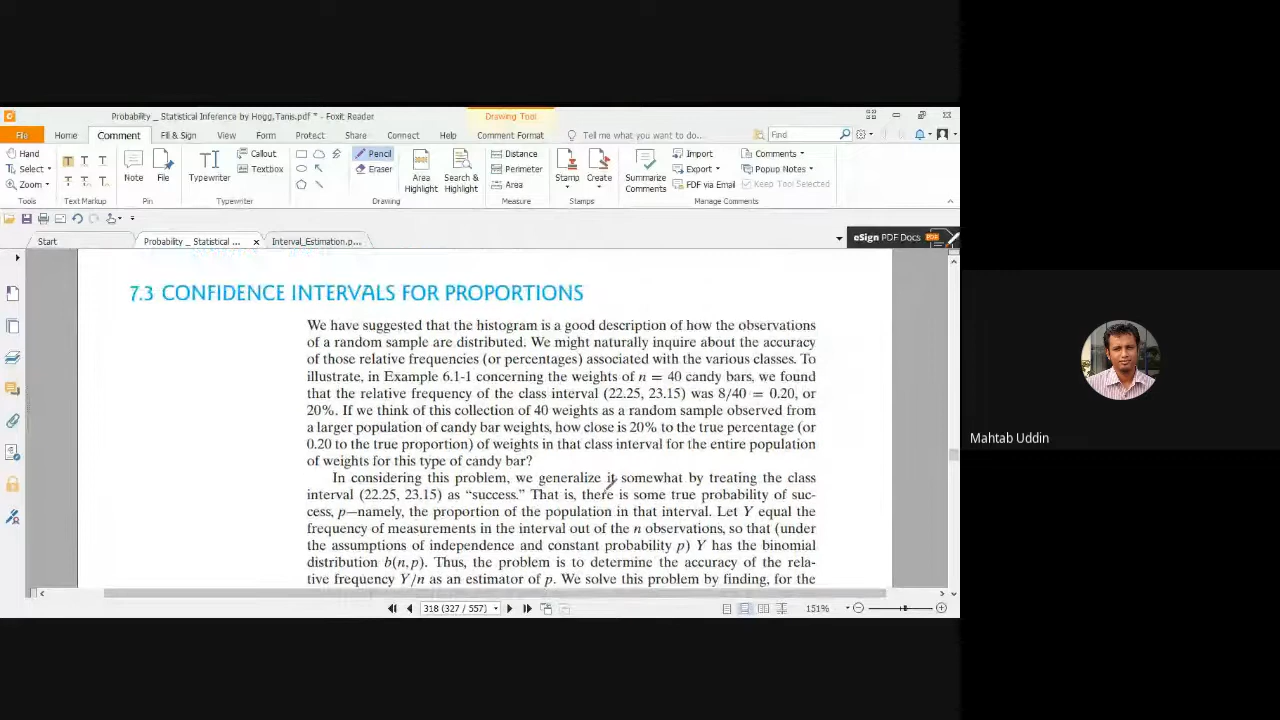 Probability _ Statistical Inference by Hogg,Tanis.pdf * - Foxit Reader
Drawing Tool
File Home Comment Fill & Sign View Form Protect Share Connect Help Comment Format Tell me what you want to do... Find
Hand
Select
Zoom
Tools
T T T
T T T
Text Markup
Note
File
Pin
Typewriter
Callout
Textbox
Typewriter
Pencil
Eraser
Area Highlight
Search & Highlight
Drawing
Distance
Perimeter
Area
Measure
Stamp
Create
Stamps
Summarize Comments
Import
Export
FDF via Email
Comments
Popup Notes
Keep Tool Selected
Manage Comments
Start Probability _ Statistical ... Interval_Estimation.p... eSign PDF Docs
7.3 CONFIDENCE INTERVALS FOR PROPORTIONS
We have suggested that the histogram is a good description of how the observations
of a random sample are distributed. We might naturally inquire about the accuracy
of those relative frequencies (or percentages) associated with the various classes. To
illustrate, in Example 6.1-1 concerning the weights of n = 40 candy bars, we found
that the relative frequency of the class interval (22.25, 23.15) was 8/40 = 0.20, or
20%. If we think of this collection of 40 weights as a random sample observed from
a larger population of candy bar weights, how close is 20% to the true percentage (or
0.20 to the true proportion) of weights in that class interval for the entire population
of weights for this type of candy bar?
In considering this problem, we generalize it somewhat by treating the class
interval (22.25, 23.15) as “success.” That is, there is some true probability of suc-
cess, p—namely, the proportion of the population in that interval. Let Y equal the
frequency of measurements in the interval out of the n observations, so that (under
the assumptions of independence and constant probability p) Y has the binomial
distribution b(n, p). Thus, the problem is to determine the accuracy of the rela-
tive frequency Y/n as an estimator of p. We solve this problem by finding, for the
318 (327 / 557) 151%
Mahtab Uddin